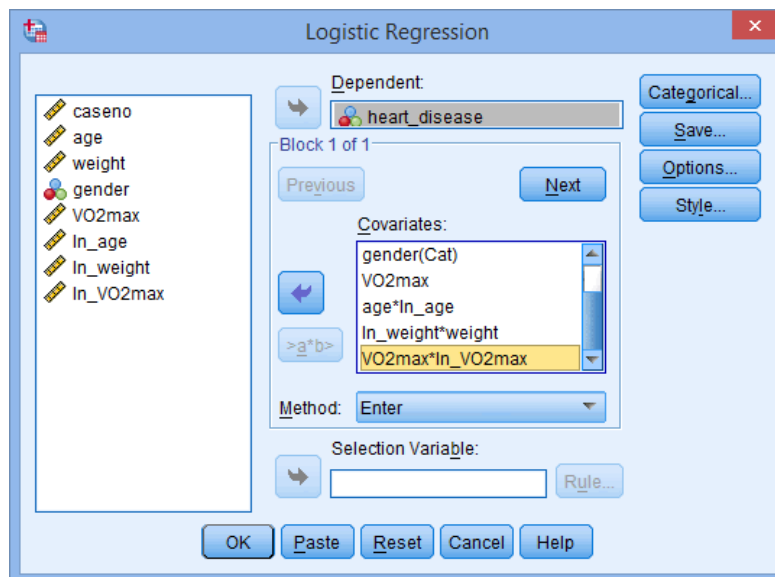 Logistic Regression
caseno
age
weight
gender
VO2max
ln_age
ln_weight
ln_VO2max
Dependent:
heart_disease
Block 1 of 1
Previous
Next
Covariates:
gender(Cat)
VO2max
age*ln_age
ln_weight*weight
VO2max*ln_VO2max
>a*b>
Method: Enter
Selection Variable:
Rule...
Categorical...
Save...
Options...
Style...
OK Paste Reset Cancel Help